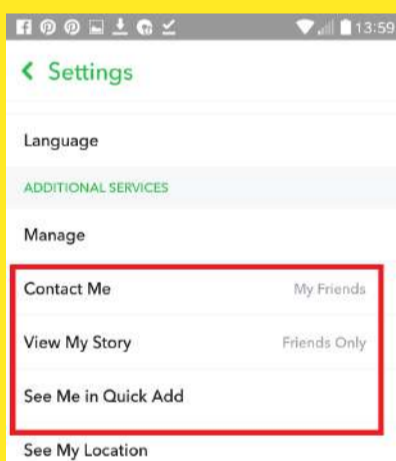 13:59
Settings
Language
ADDITIONAL SERVICES
Manage
Contact Me My Friends
View My Story Friends Only
See Me in Quick Add
See My Location